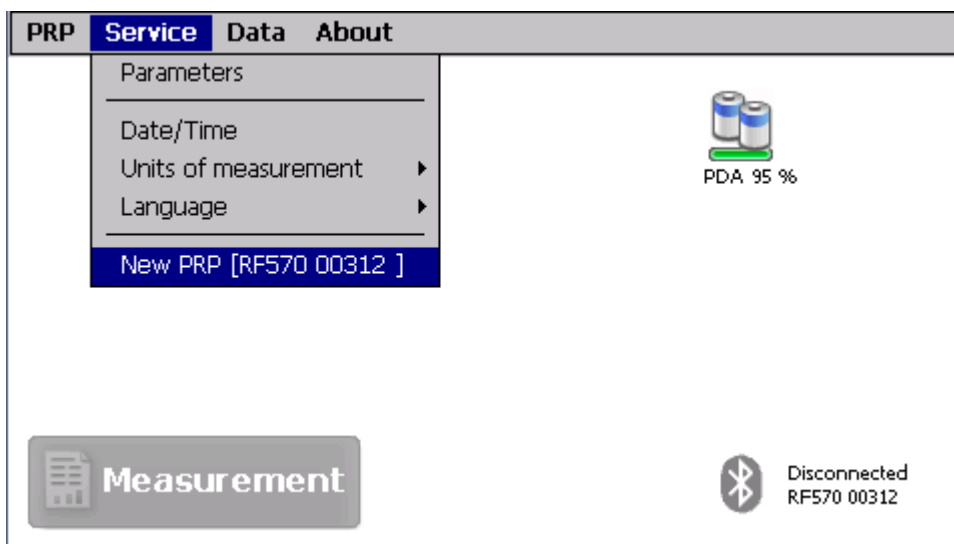 PRP Service Data About
Parameters
Date/Time
Units of measurement
Language
New PRP [RF570 00312 ]
PDA 95 %
Measurement
Disconnected
RF570 00312